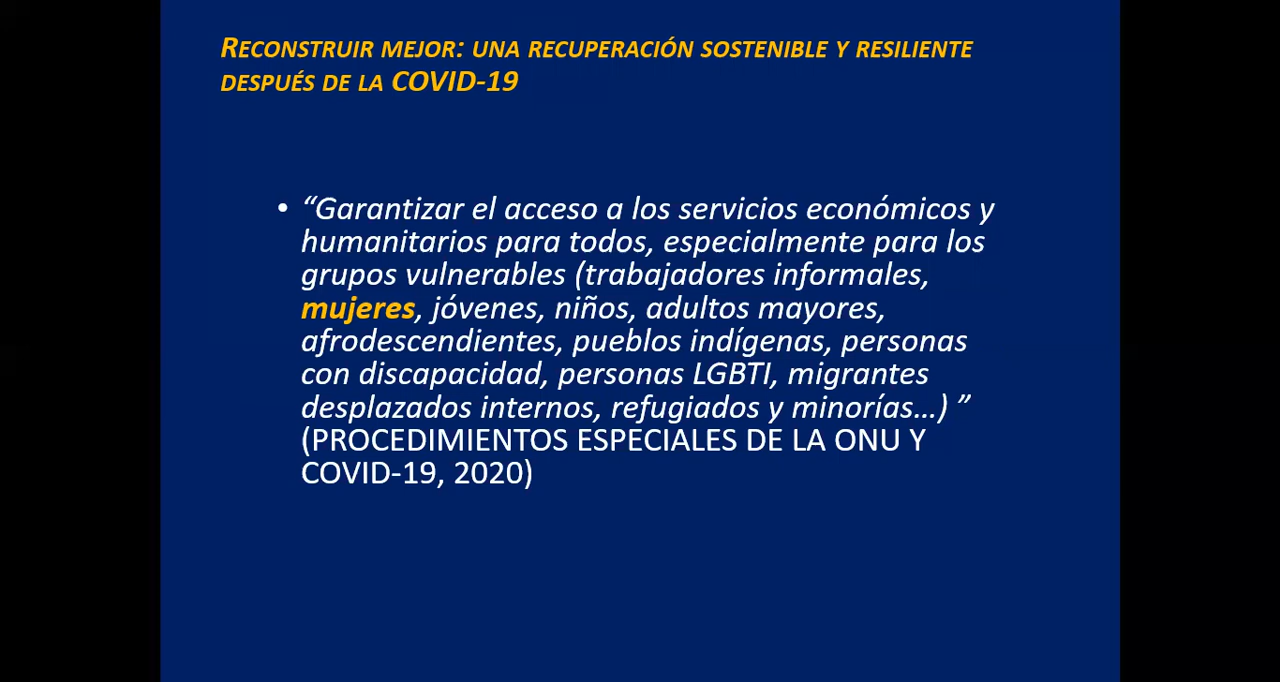 RECONSTRUIR MEJOR: UNA RECUPERACIÓN SOSTENIBLE Y RESILIENTE
DESPUÉS DE LA COVID-19
• “Garantizar el acceso a los servicios económicos y
humanitarios para todos, especialmente para los
grupos vulnerables (trabajadores informales,
mujeres, jóvenes, niños, adultos mayores,
afrodescendientes, pueblos indígenas, personas
con discapacidad, personas LGBTI, migrantes
desplazados internos, refugiados y minorías…) ”
(PROCEDIMIENTOS ESPECIALES DE LA ONU Y
COVID-19, 2020)